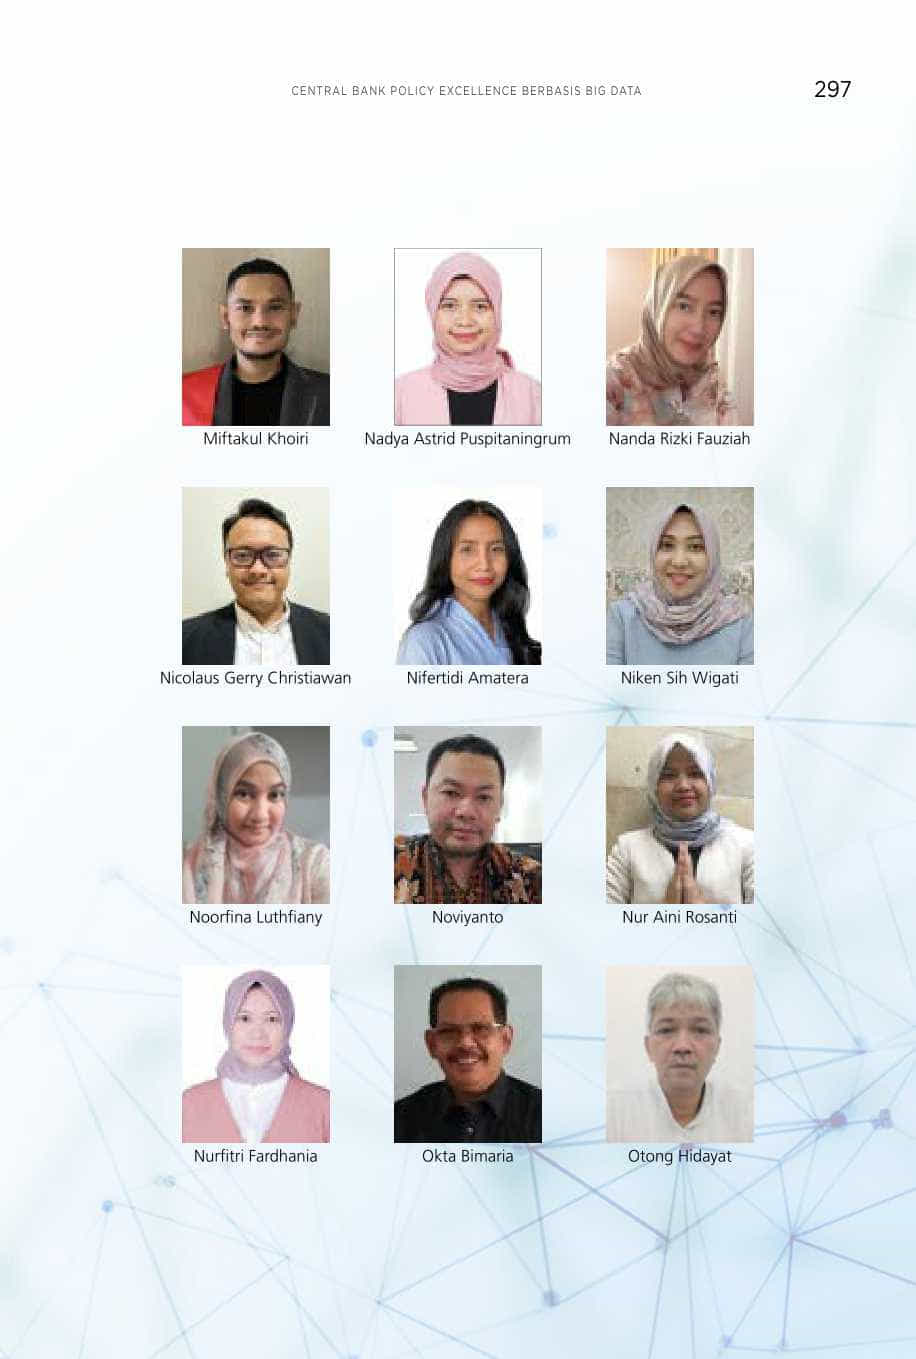 CENTRAL BANK POLICY EXCELLENCE BERBASIS BIG DATA
297
Miftakul Khoiri
Nadya Astrid Puspitaningrum
Nanda Rizki Fauziah
Nicolaus Gerry Christiawan
Nifertidi Amatera
Niken Sih Wigati
Noorfina Luthfiany
Noviyanto
Nur Aini Rosanti
Nurfitri Fardhania
Okta Bimaria
Otong Hidayat